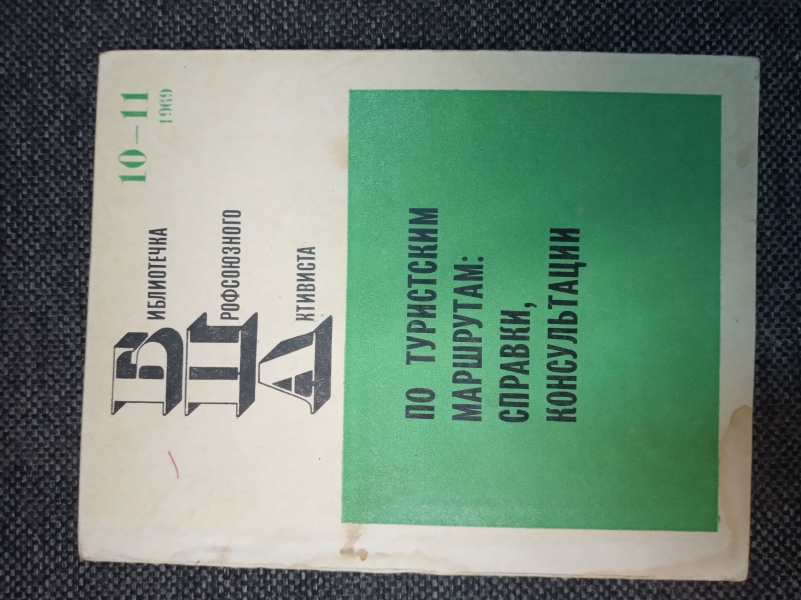 10—11
1969
Библиотечка
Профсоюзного
Активиста
ПО ТУРИСТСКИМ
МАРШРУТАМ:
СПРАВКИ,
КОНСУЛЬТАЦИИ